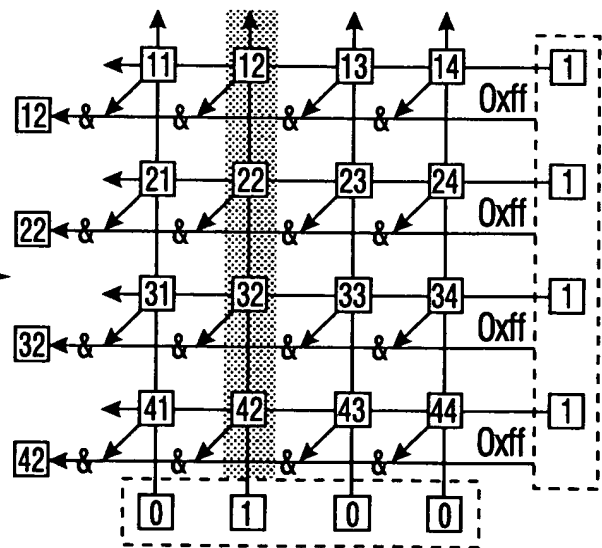 11 12 13 14 1
0xff
12 & & & &
21 22 23 24 1
0xff
22 & & & &
31 32 33 34 1
0xff
32 & & & &
41 42 43 44 1
0xff
42 & & & &
0 1 0 0